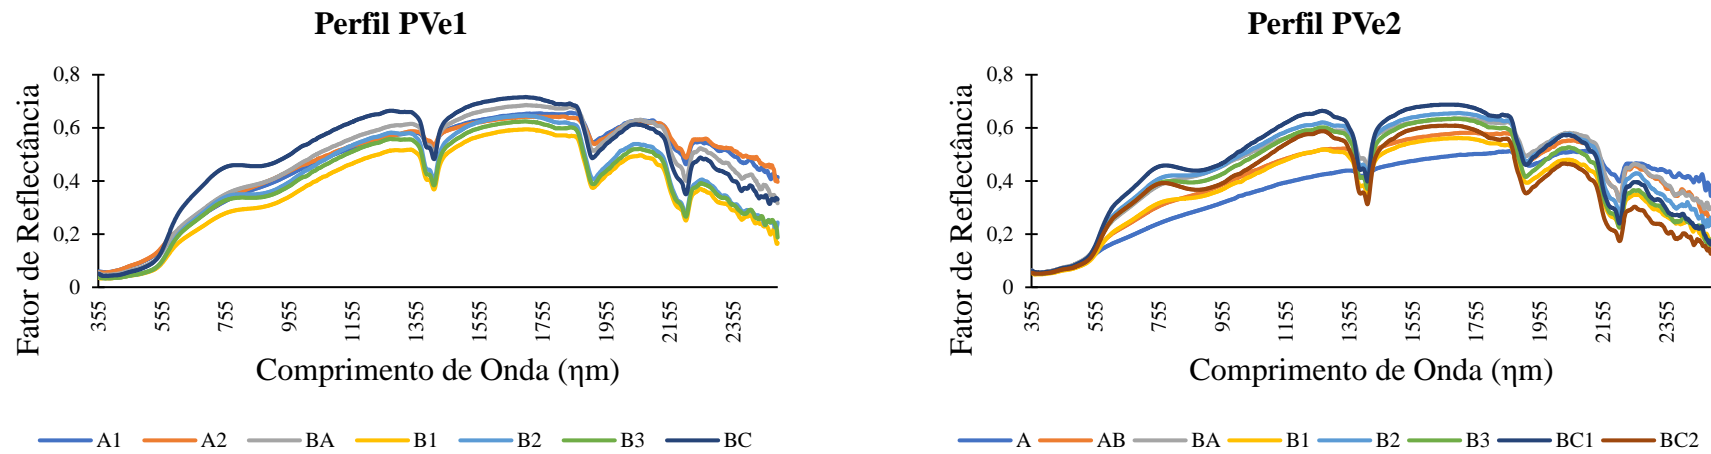 Perfil PVe1
Fator de Reflectância
0,8
0,6
0,4
0,2
0
355 555 755 955 1155 1355 1555 1755 1955 2155 2355
Comprimento de Onda (ηm)
A1 A2 BA B1 B2 B3 BC
Perfil PVe2
Fator de Reflectância
0,8
0,6
0,4
0,2
0
355 555 755 955 1155 1355 1555 1755 1955 2155 2355
Comprimento de Onda (ηm)
A AB BA B1 B2 B3 BC1 BC2